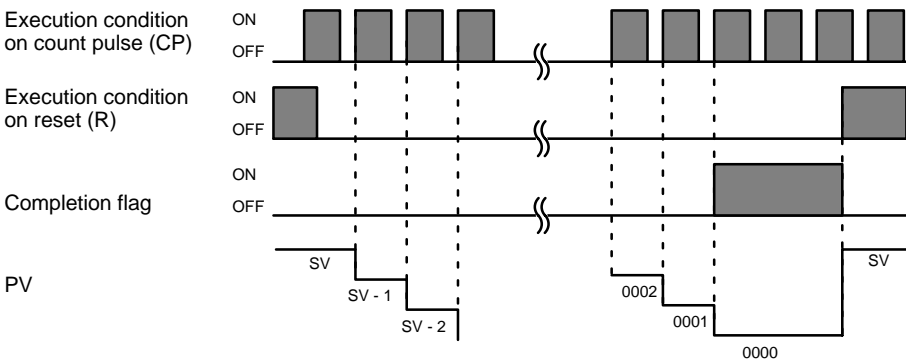 Execution condition
on count pulse (CP)
ON
OFF
Execution condition
on reset (R)
ON
OFF
Completion flag
ON
OFF
PV
SV
SV - 1
SV - 2
0002
0001
0000
SV